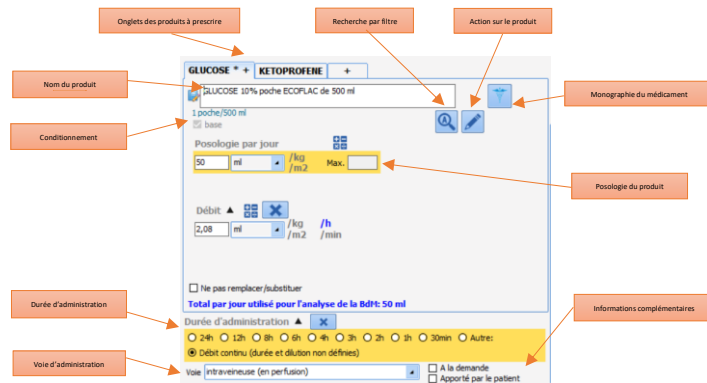 Onglets des produits à prescrire
Recherche par filtre
Action sur le produit
GLUCOSE * +
KETOPROFENE
+
Nom du produit
GLUCOSE 10% poche ECOFLAC de 500 ml
Monographie du médicament
1 poche/500 ml
base
Conditionnement
Posologie par jour
50
ml
/kg
/m2
Max.
Posologie du produit
Débit
2,08
ml
/kg
/m2
/h
/min
Ne pas remplacer/substituer
Total par jour utilisé pour l'analyse de la BdM: 50 ml
Durée d'administration
Informations complémentaires
Durée d'administration
24h
12h
8h
6h
4h
3h
2h
1h
30min
Autre:
Débit continu (durée et dilution non définies)
Voie d'administration
Voie
intraveineuse (en perfusion)
A la demande
Apporté par le patient